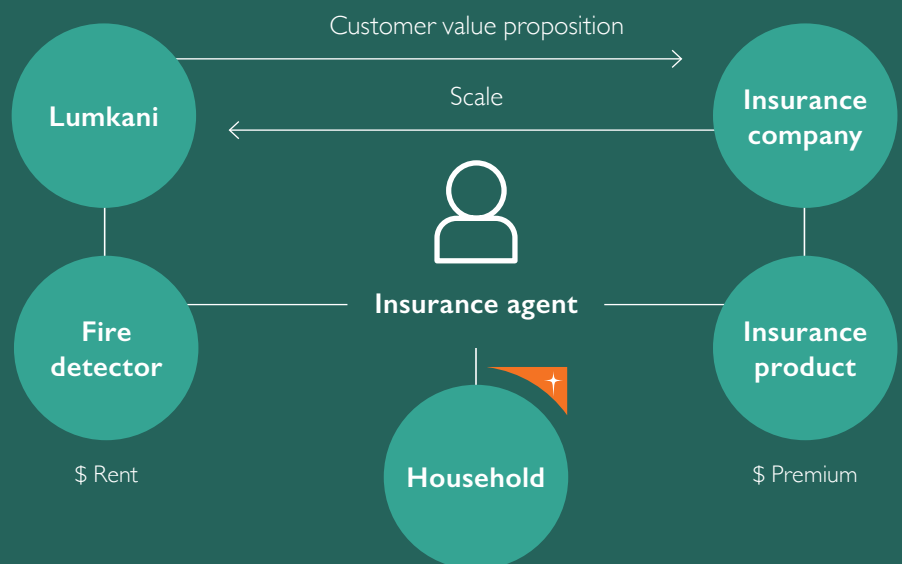 Customer value proposition
Lumkani
Scale
Insurance
company
Insurance agent
Fire
detector
Insurance
product
$ Rent
Household
$ Premium